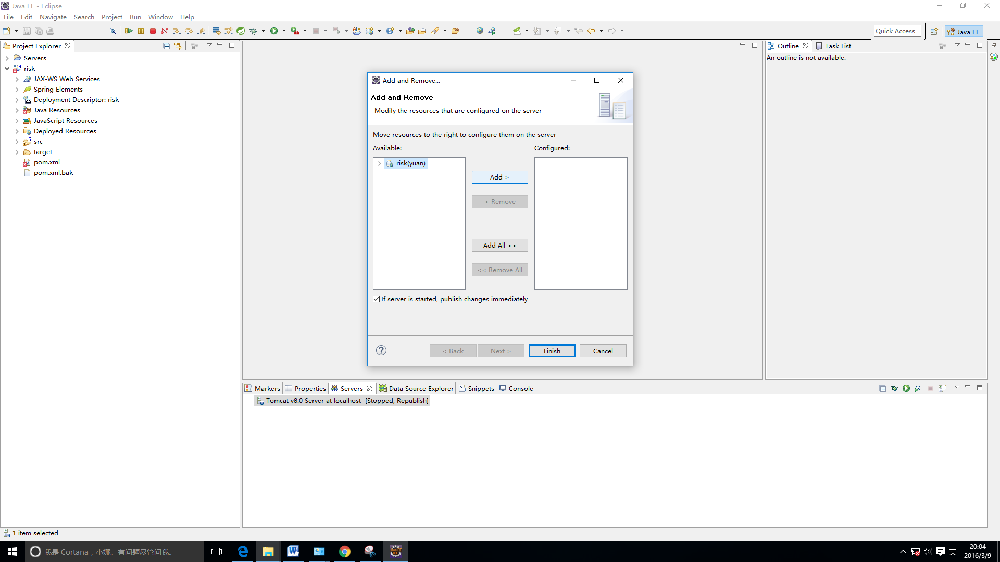 Java EE - Eclipse
File Edit Navigate Search Project Run Window Help
Quick Access
Java EE
Project Explorer
Servers
risk
JAX-WS Web Services
Spring Elements
Deployment Descriptor: risk
Java Resources
JavaScript Resources
Deployed Resources
src
target
pom.xml
pom.xml.bak
Add and Remove...
Add and Remove
Modify the resources that are configured on the server
Move resources to the right to configure them on the server
Available:
Configured:
risk(yuan)
Add >
< Remove
Add All >>
<< Remove All
If server is started, publish changes immediately
< Back
Next >
Finish
Cancel
Outline
Task List
An outline is not available.
Markers
Properties
Servers
Data Source Explorer
Snippets
Console
Tomcat v8.0 Server at localhost [Stopped, Republish]
1 item selected
我是 Cortana，小娜。有问题尽管问我。
英
20:04
2016/3/9